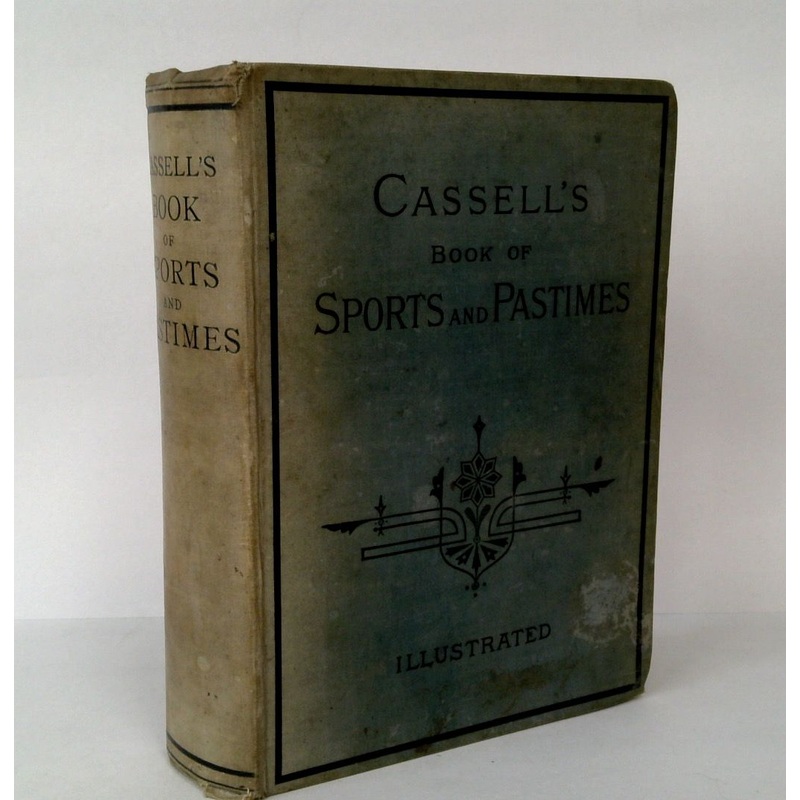 ASSELL'S
BOOK
OF
PORTS
AND
STIMES
CASSELL'S
BOOK OF
SPORTS AND PASTIMES
ILLUSTRATED